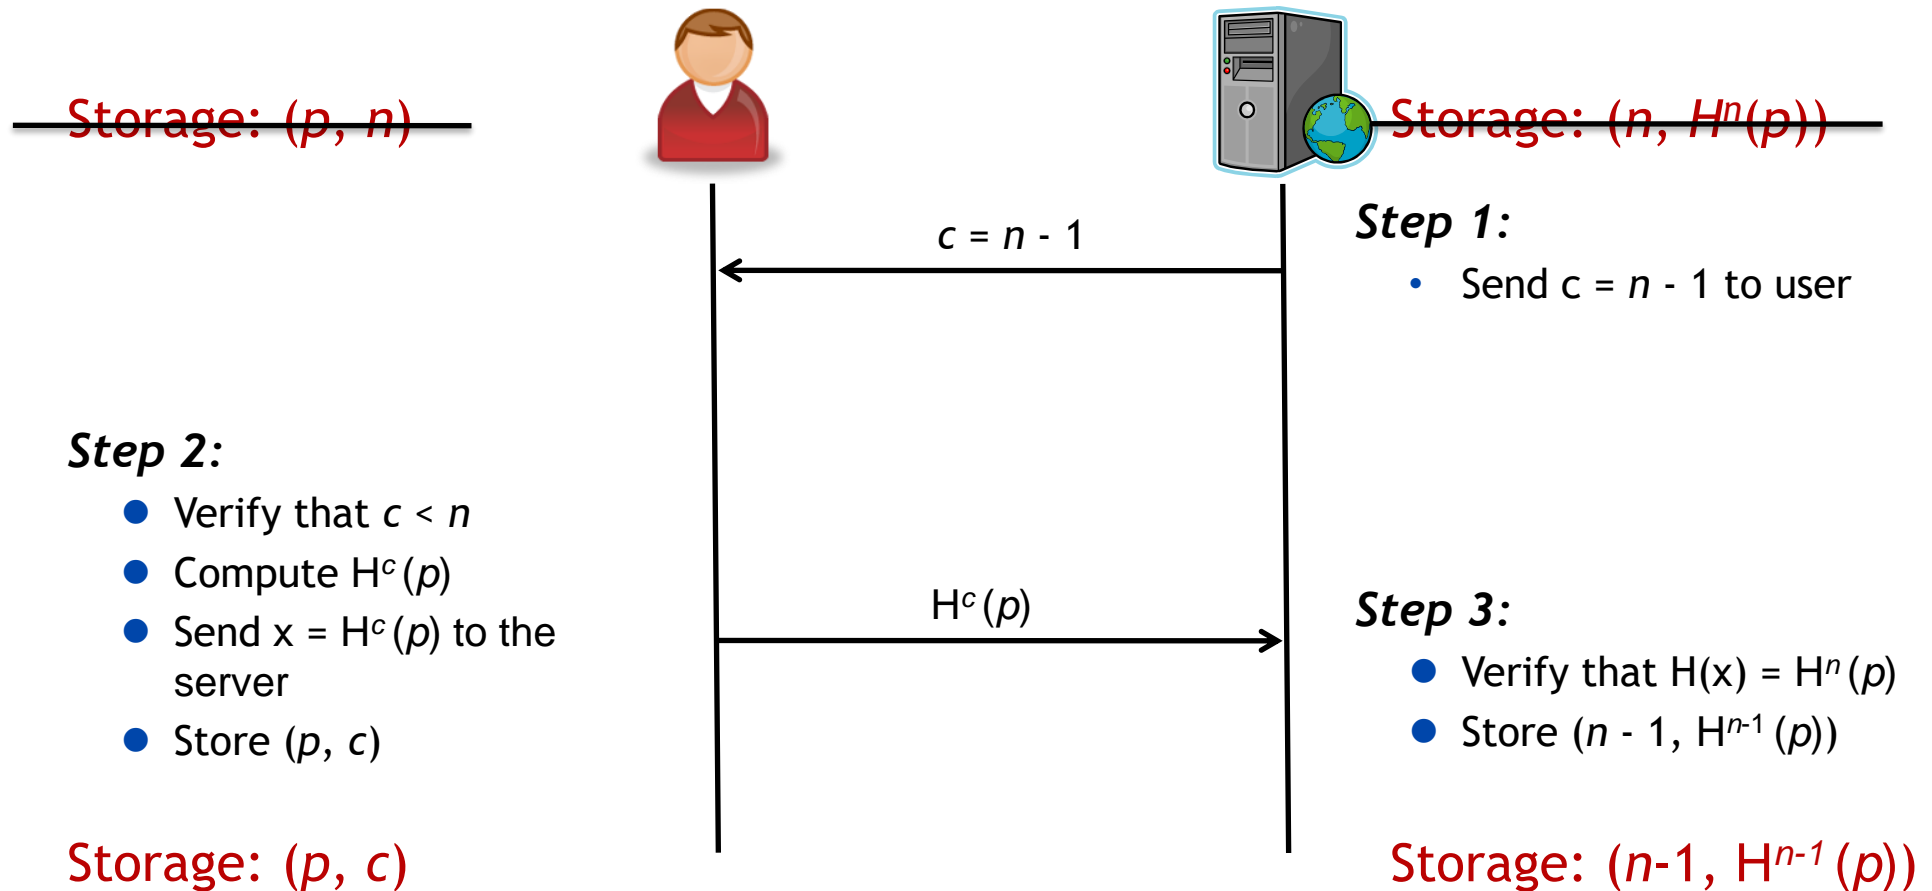 Storage: (p, n)
Storage: (n, Hⁿ(p))
c = n - 1
Step 1:
• Send c = n - 1 to user
Step 2:
● Verify that c < n
● Compute Hᶜ (p)
● Send x = Hᶜ (p) to the
server
● Store (p, c)
Hᶜ (p)
Step 3:
● Verify that H(x) = Hⁿ (p)
● Store (n - 1, Hⁿ⁻¹ (p))
Storage: (p, c)
Storage: (n-1, Hⁿ⁻¹ (p))